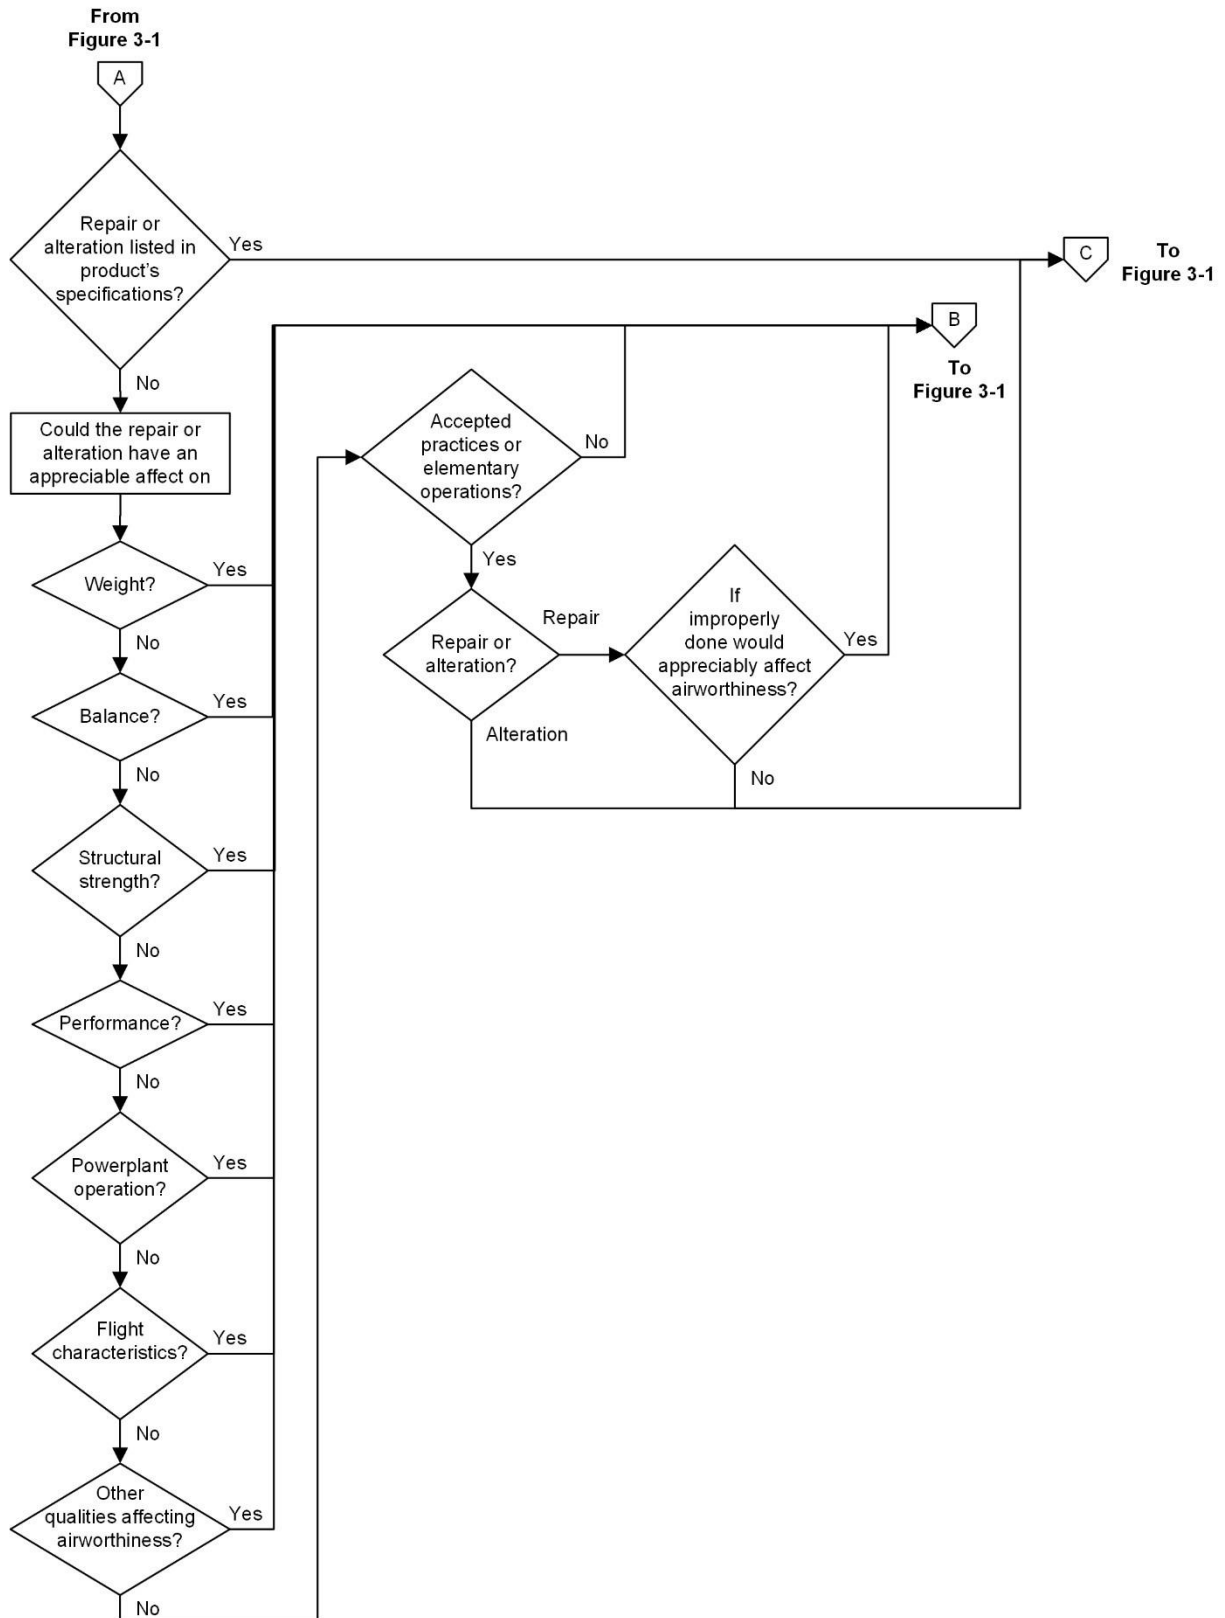 From
Figure 3-1
A
Repair or
alteration listed in
product's
specifications?
Yes
C
To
Figure 3-1
No
B
To
Figure 3-1
Could the repair or
alteration have an
appreciable affect on
Accepted
practices or
elementary
operations?
No
Yes
Weight?
Yes
No
Repair or
alteration?
Repair
Alteration
If
improperly
done would
appreciably affect
airworthiness?
Yes
No
Balance?
Yes
No
Structural
strength?
Yes
No
Performance?
Yes
No
Powerplant
operation?
Yes
No
Flight
characteristics?
Yes
No
Other
qualities affecting
airworthiness?
Yes
No